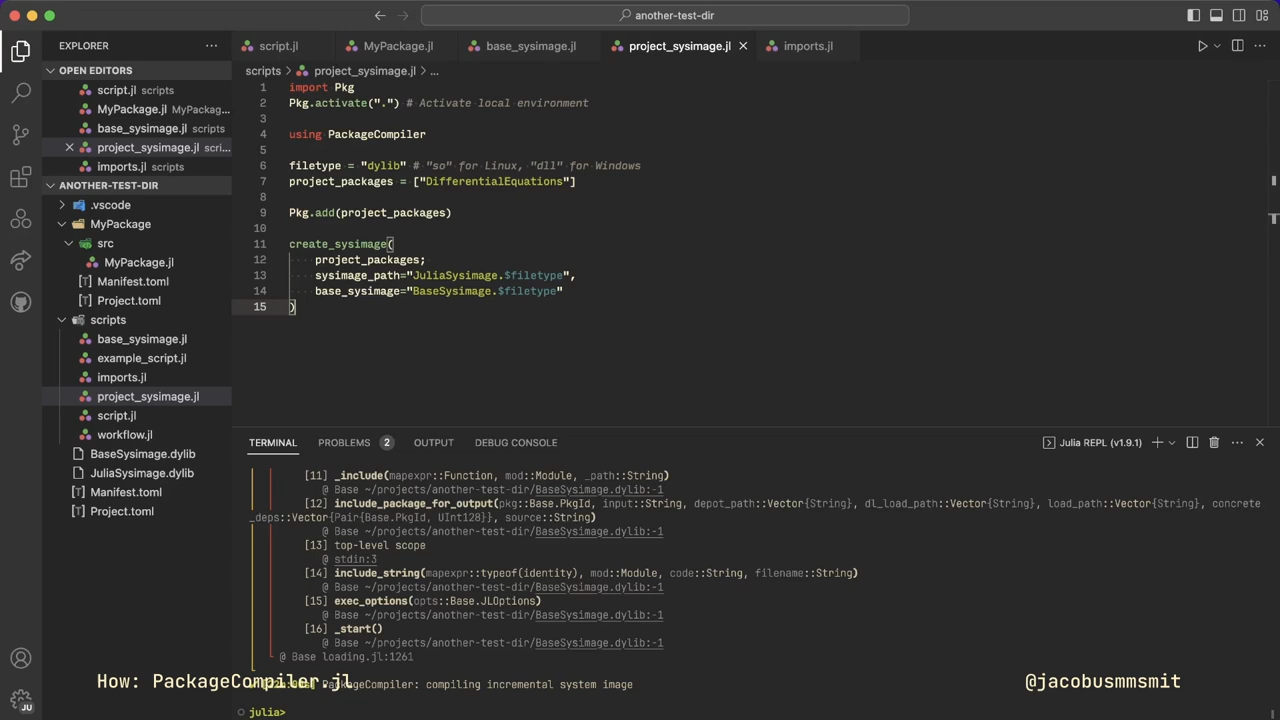 another-test-dir
EXPLORER
script.jl
MyPackage.jl
base_sysimage.jl
project_sysimage.jl
imports.jl
OPEN EDITORS
script.jl scripts
MyPackage.jl MyPackag...
base_sysimage.jl scripts
project_sysimage.jl scri...
imports.jl scripts
ANOTHER-TEST-DIR
.vscode
MyPackage
src
MyPackage.jl
Manifest.toml
Project.toml
scripts
base_sysimage.jl
example_script.jl
imports.jl
project_sysimage.jl
script.jl
workflow.jl
BaseSysimage.dylib
JuliaSysimage.dylib
Manifest.toml
Project.toml
JU
scripts > project_sysimage.jl > ...
1 import Pkg
2 Pkg.activate(".") # Activate local environment
3
4 using PackageCompiler
5
6 filetype = "dylib" # "so" for Linux, "dll" for Windows
7 project_packages = ["DifferentialEquations"]
8
9 Pkg.add(project_packages)
10
11 create_sysimage(
12 project_packages;
13 sysimage_path="JuliaSysimage.$filetype",
14 base_sysimage="BaseSysimage.$filetype"
15 )
TERMINAL PROBLEMS 2 OUTPUT DEBUG CONSOLE
Julia REPL (v1.9.1)
[11] _include(mapexpr::Function, mod::Module, _path::String)
@ Base ~/projects/another-test-dir/BaseSysimage.dylib:-1
[12] include_package_for_output(pkg::Base.PkgId, input::String, depot_path::Vector{String}, dl_load_path::Vector{String}, load_path::Vector{String}, concrete
_deps::Vector{Pair{Base.PkgId, UInt128}}, source::String)
@ Base ~/projects/another-test-dir/BaseSysimage.dylib:-1
[13] top-level scope
@ stdin:3
[14] include_string(mapexpr::typeof(identity), mod::Module, code::String, filename::String)
@ Base ~/projects/another-test-dir/BaseSysimage.dylib:-1
[15] exec_options(opts::Base.JLOptions)
@ Base ~/projects/another-test-dir/BaseSysimage.dylib:-1
[16] _start()
@ Base ~/projects/another-test-dir/BaseSysimage.dylib:-1
@ Base loading.jl:1261
PackageCompiler: compiling incremental system image
julia>
How: PackageCompiler.jl
@jacobusmmsmit